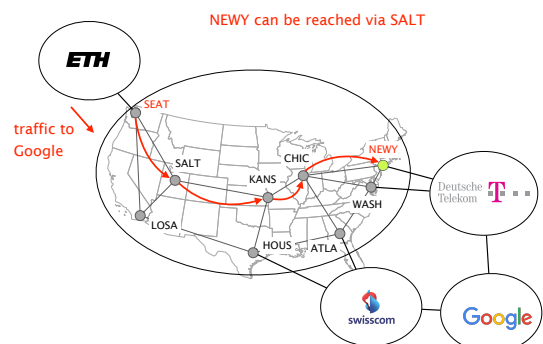 NEWY can be reached via SALT
ETH
SEAT
traffic to
Google
NEWY
CHIC
SALT
KANS
Deutsche
Telekom
T
WASH
LOSA
HOUS
ATLA
swisscom
Google